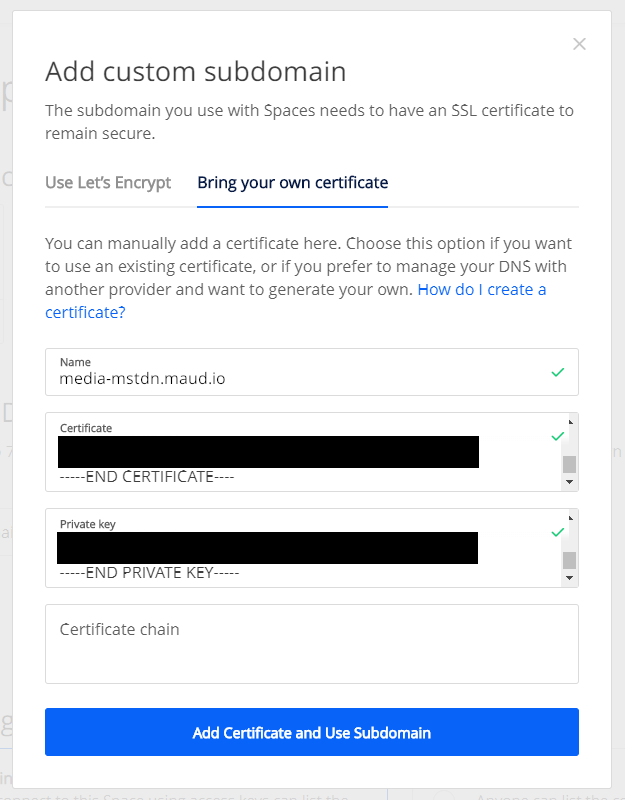 Add custom subdomain
The subdomain you use with Spaces needs to have an SSL certificate to
remain secure.
Use Let's Encrypt
Bring your own certificate
You can manually add a certificate here. Choose this option if you want
to use an existing certificate, or if you prefer to manage your DNS with
another provider and want to generate your own. How do I create a
certificate?
Name
media-mstdn.maud.io
Certificate
-----END CERTIFICATE----
Private key
-----END PRIVATE KEY-----
Certificate chain
Add Certificate and Use Subdomain